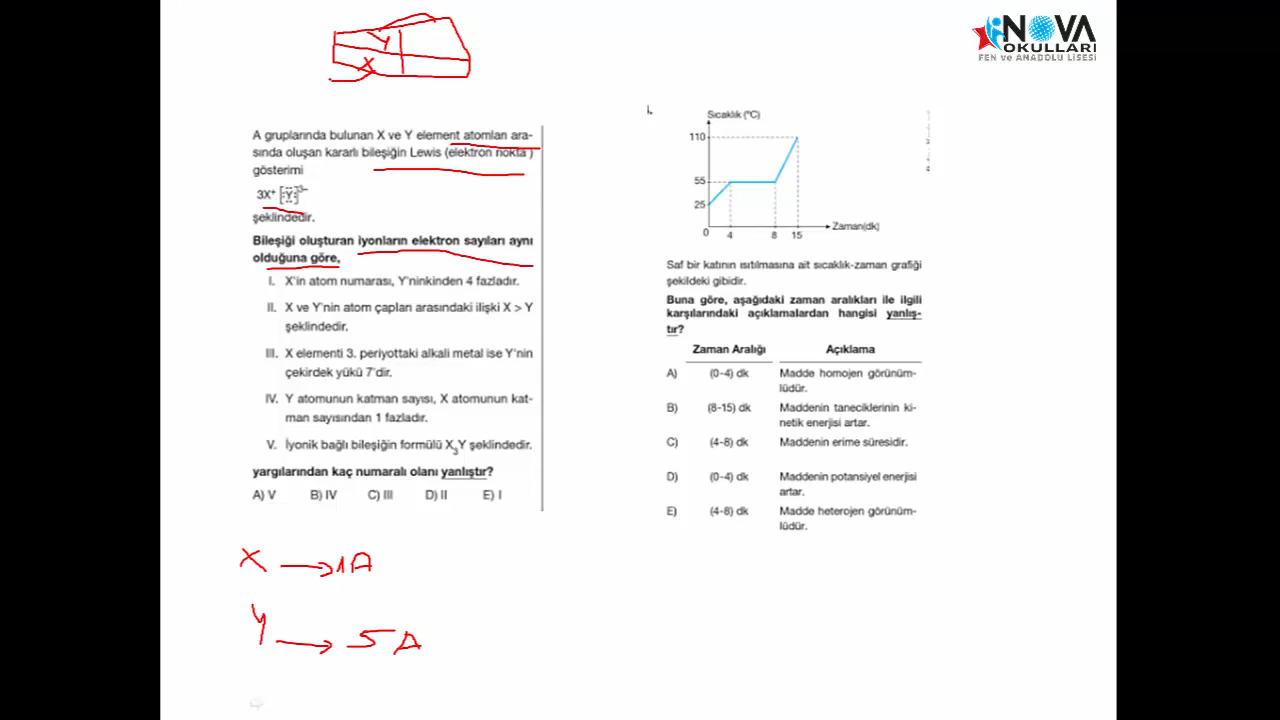 NOVA
OKULLARI
FEN ve ANADOLU LİSESİ
Y
X
A gruplarında bulunan X ve Y element atomları ara-
sında oluşan kararlı bileşiğin Lewis (elektron nokta )
gösterimi
3X⁺ [Y]³⁻
şeklindedir.
Bileşiği oluşturan iyonların elektron sayıları aynı
olduğuna göre,
I. X'in atom numarası, Y'ninkinden 4 fazladır.
II. X ve Y'nin atom çapları arasındaki ilişki X > Y
şeklindedir.
III. X elementi 3. periyottaki alkali metal ise Y'nin
çekirdek yükü 7'dir.
IV. Y atomunun katman sayısı, X atomunun kat-
man sayısından 1 fazladır.
V. İyonik bağlı bileşiğin formülü X₃Y şeklindedir.
yargılarından kaç numaralı olanı yanlıştır?
A) V B) IV C) III D) II E) I
X → 1A
Y → 5A
Sıcaklık (°C)
110
55
25
0 4 8 15 Zaman(dk)
Saf bir katının ısıtılmasına ait sıcaklık-zaman grafiği
şekildeki gibidir.
Buna göre, aşağıdaki zaman aralıkları ile ilgili
karşılarındaki açıklamalardan hangisi yanlış-
tır?
Zaman Aralığı Açıklama
A) (0-4) dk Madde homojen görünüm-
lüdür.
B) (8-15) dk Maddenin taneciklerinin ki-
netik enerjisi artar.
C) (4-8) dk Maddenin erime süresidir.
D) (0-4) dk Maddenin potansiyel enerjisi
artar.
E) (4-8) dk Madde heterojen görünüm-
lüdür.